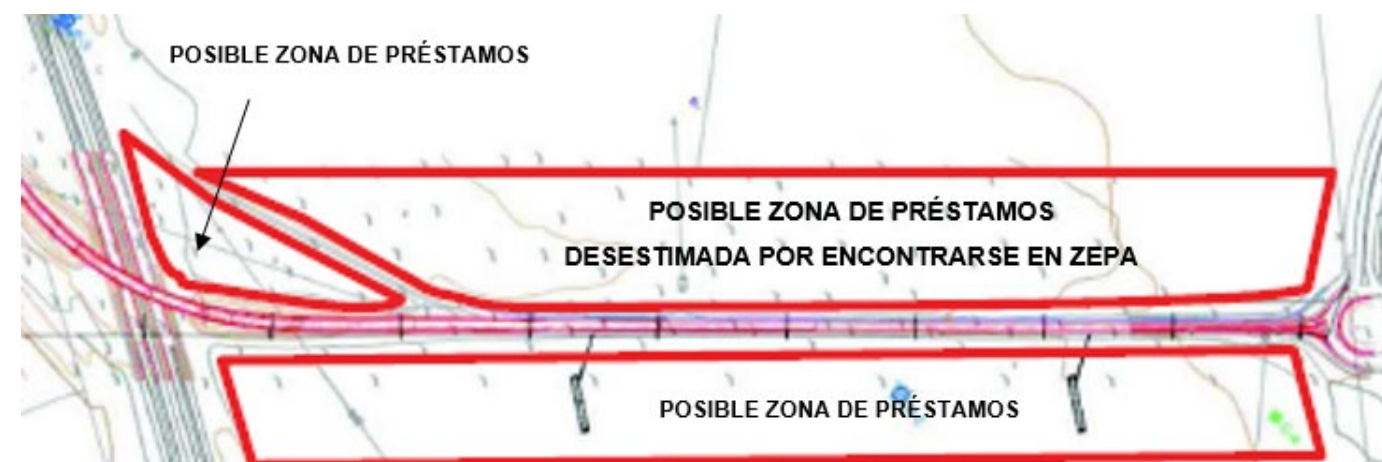 POSIBLE ZONA DE PRÉSTAMOS
POSIBLE ZONA DE PRÉSTAMOS
DESESTIMADA POR ENCONTRARSE EN ZEPA
POSIBLE ZONA DE PRÉSTAMOS